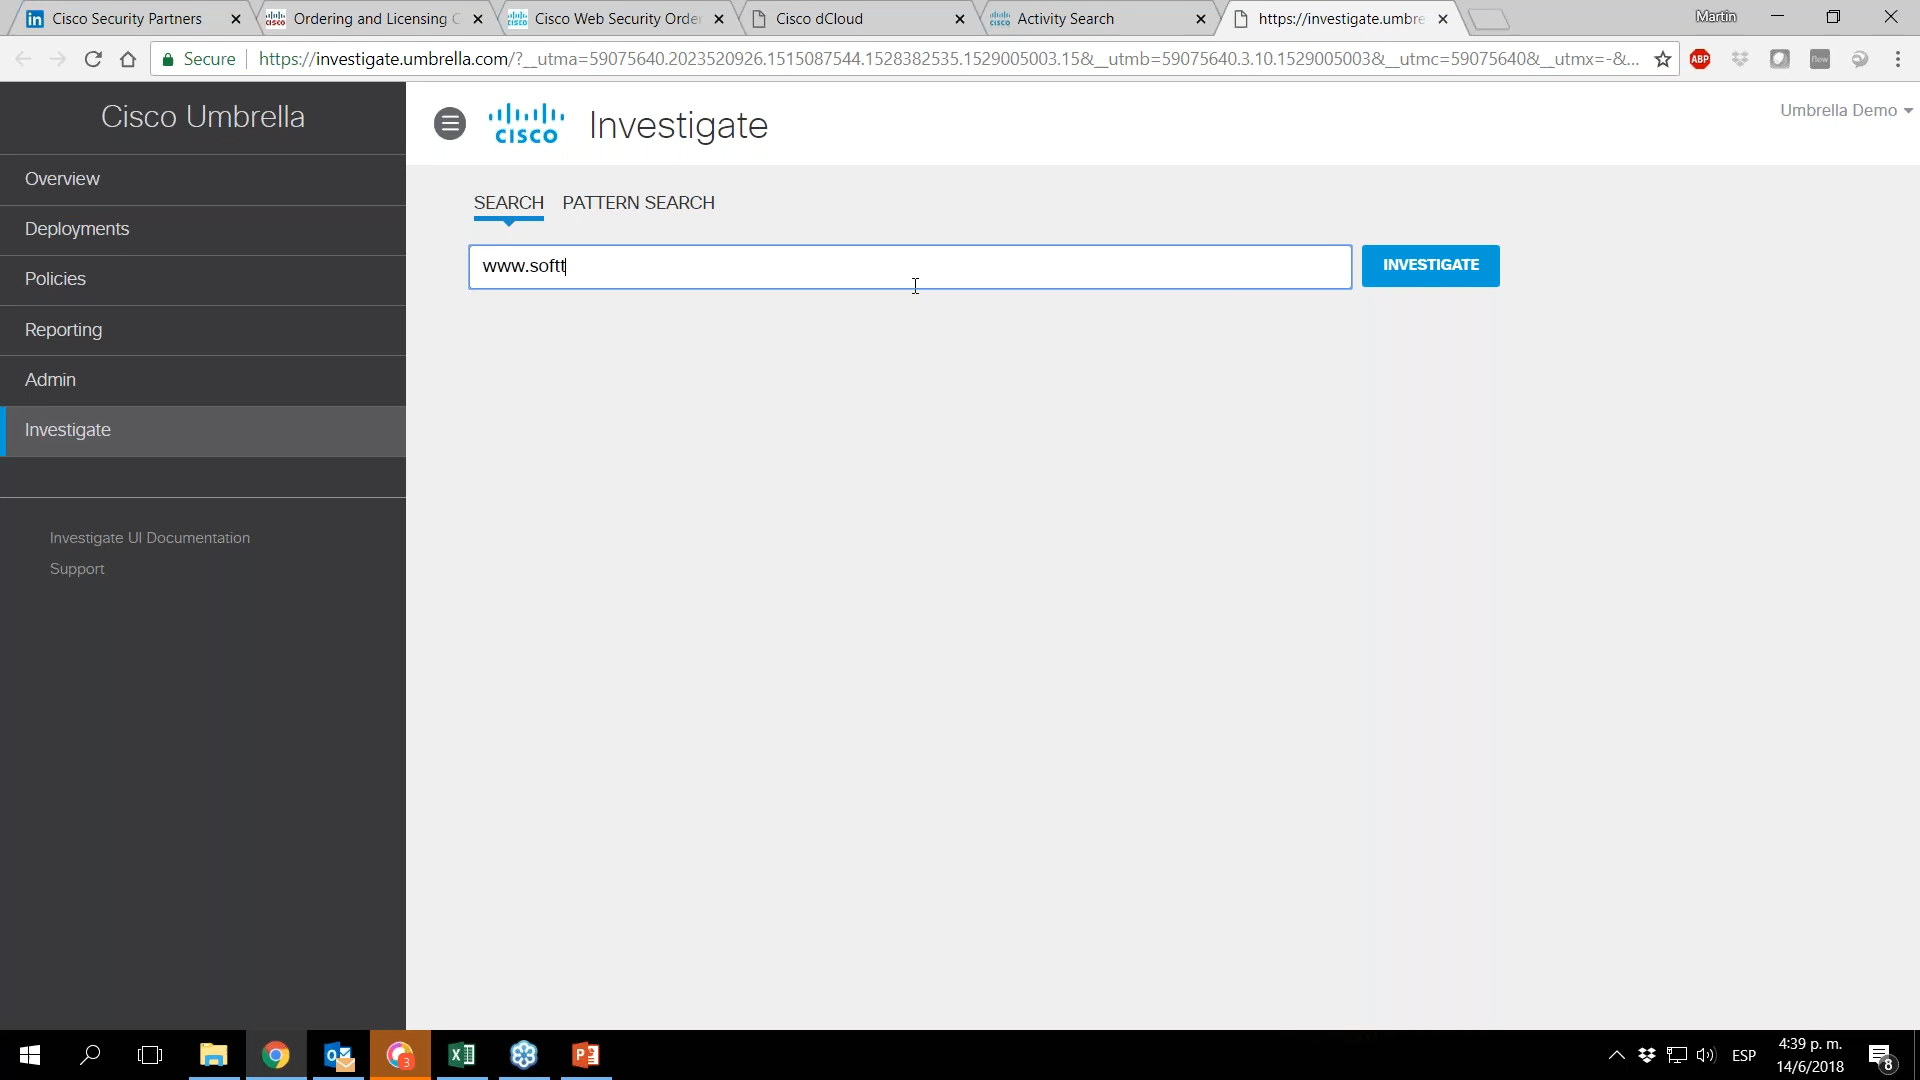 Cisco Security Partners
Ordering and Licensing C
Cisco Web Security Order
Cisco dCloud
Activity Search
https://investigate.umbre
Martin
Secure
https://investigate.umbrella.com/?__utma=59075640.2023520926.1515087544.1528382535.1529005003.15&__utmb=59075640.3.10.1529005003&__utmc=59075640&__utmx=-&...
ABP
flow
Cisco Umbrella
cisco
Investigate
Umbrella Demo
Overview
Deployments
Policies
Reporting
Admin
Investigate
Investigate UI Documentation
Support
SEARCH PATTERN SEARCH
www.softt
INVESTIGATE
3
ESP
4:39 p. m.
14/6/2018
8